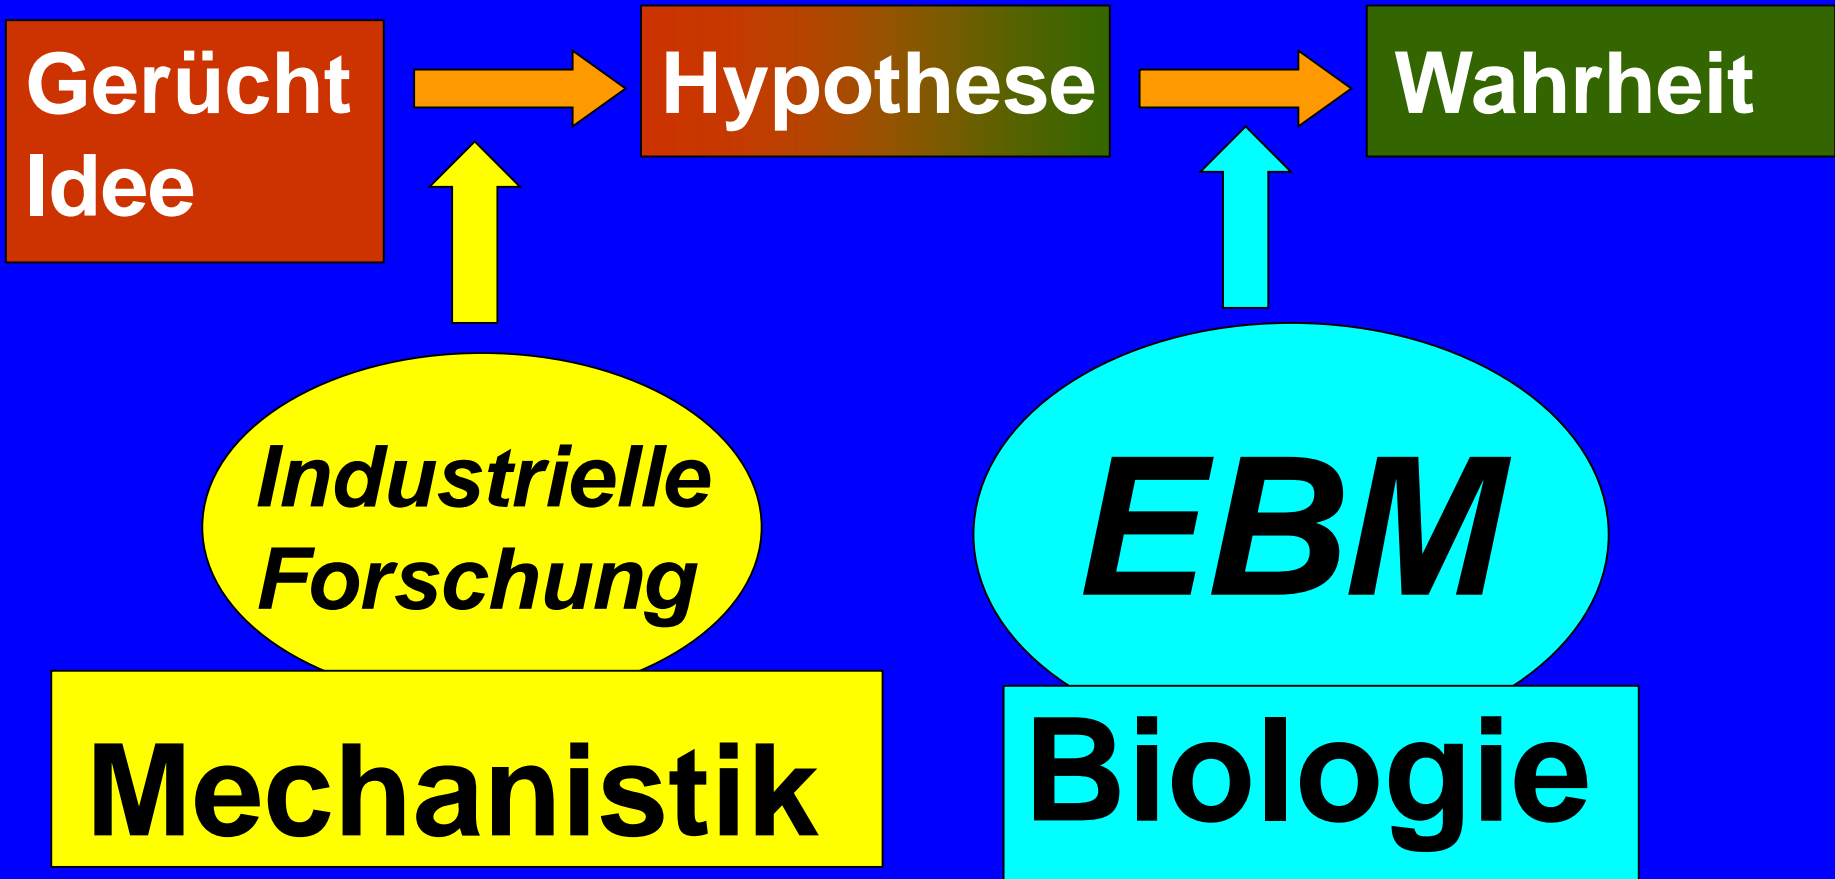 Gerücht
Idee
Hypothese
Wahrheit
Industrielle
Forschung
EBM
Mechanistik
Biologie